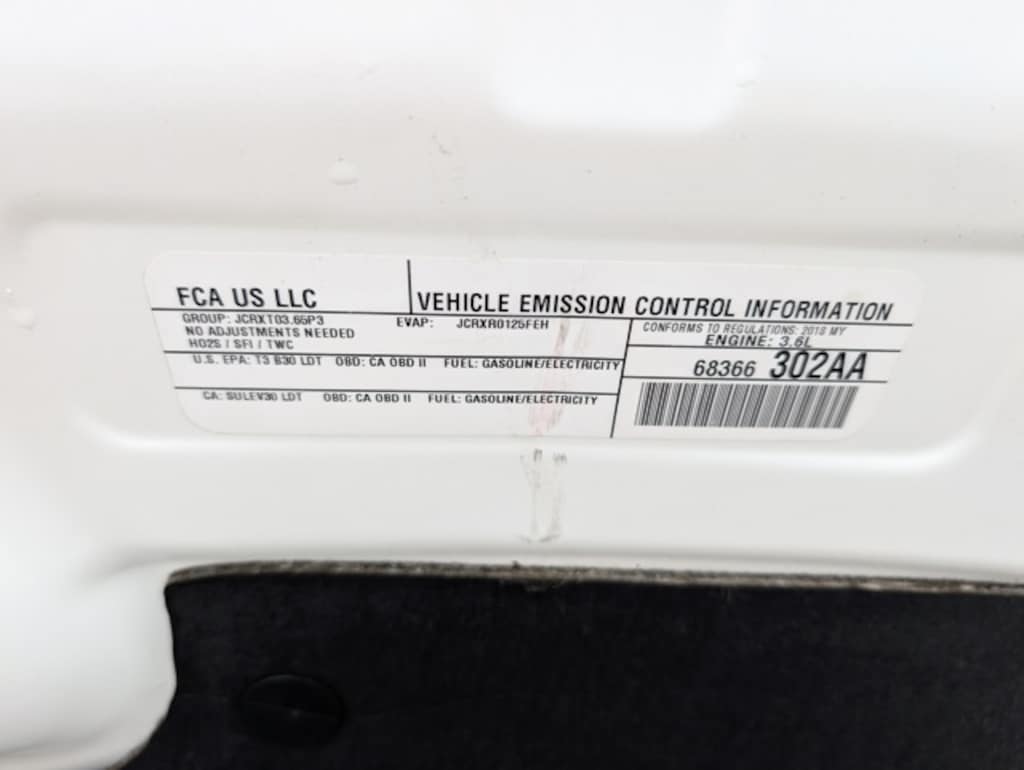 FCA US LLC
VEHICLE EMISSION CONTROL INFORMATION
GROUP: JCRXT03.65P3 EVAP: JCRXR0125FEH
NO ADJUSTMENTS NEEDED
HO2S / SFI / TWC
CONFORMS TO REGULATIONS: 2018 MY
ENGINE: 3.6L
U.S. EPA: T3 B30 LDT OBD: CA OBD II FUEL: GASOLINE/ELECTRICITY
68366 302AA
CA: SULEV30 LDT OBD: CA OBD II FUEL: GASOLINE/ELECTRICITY